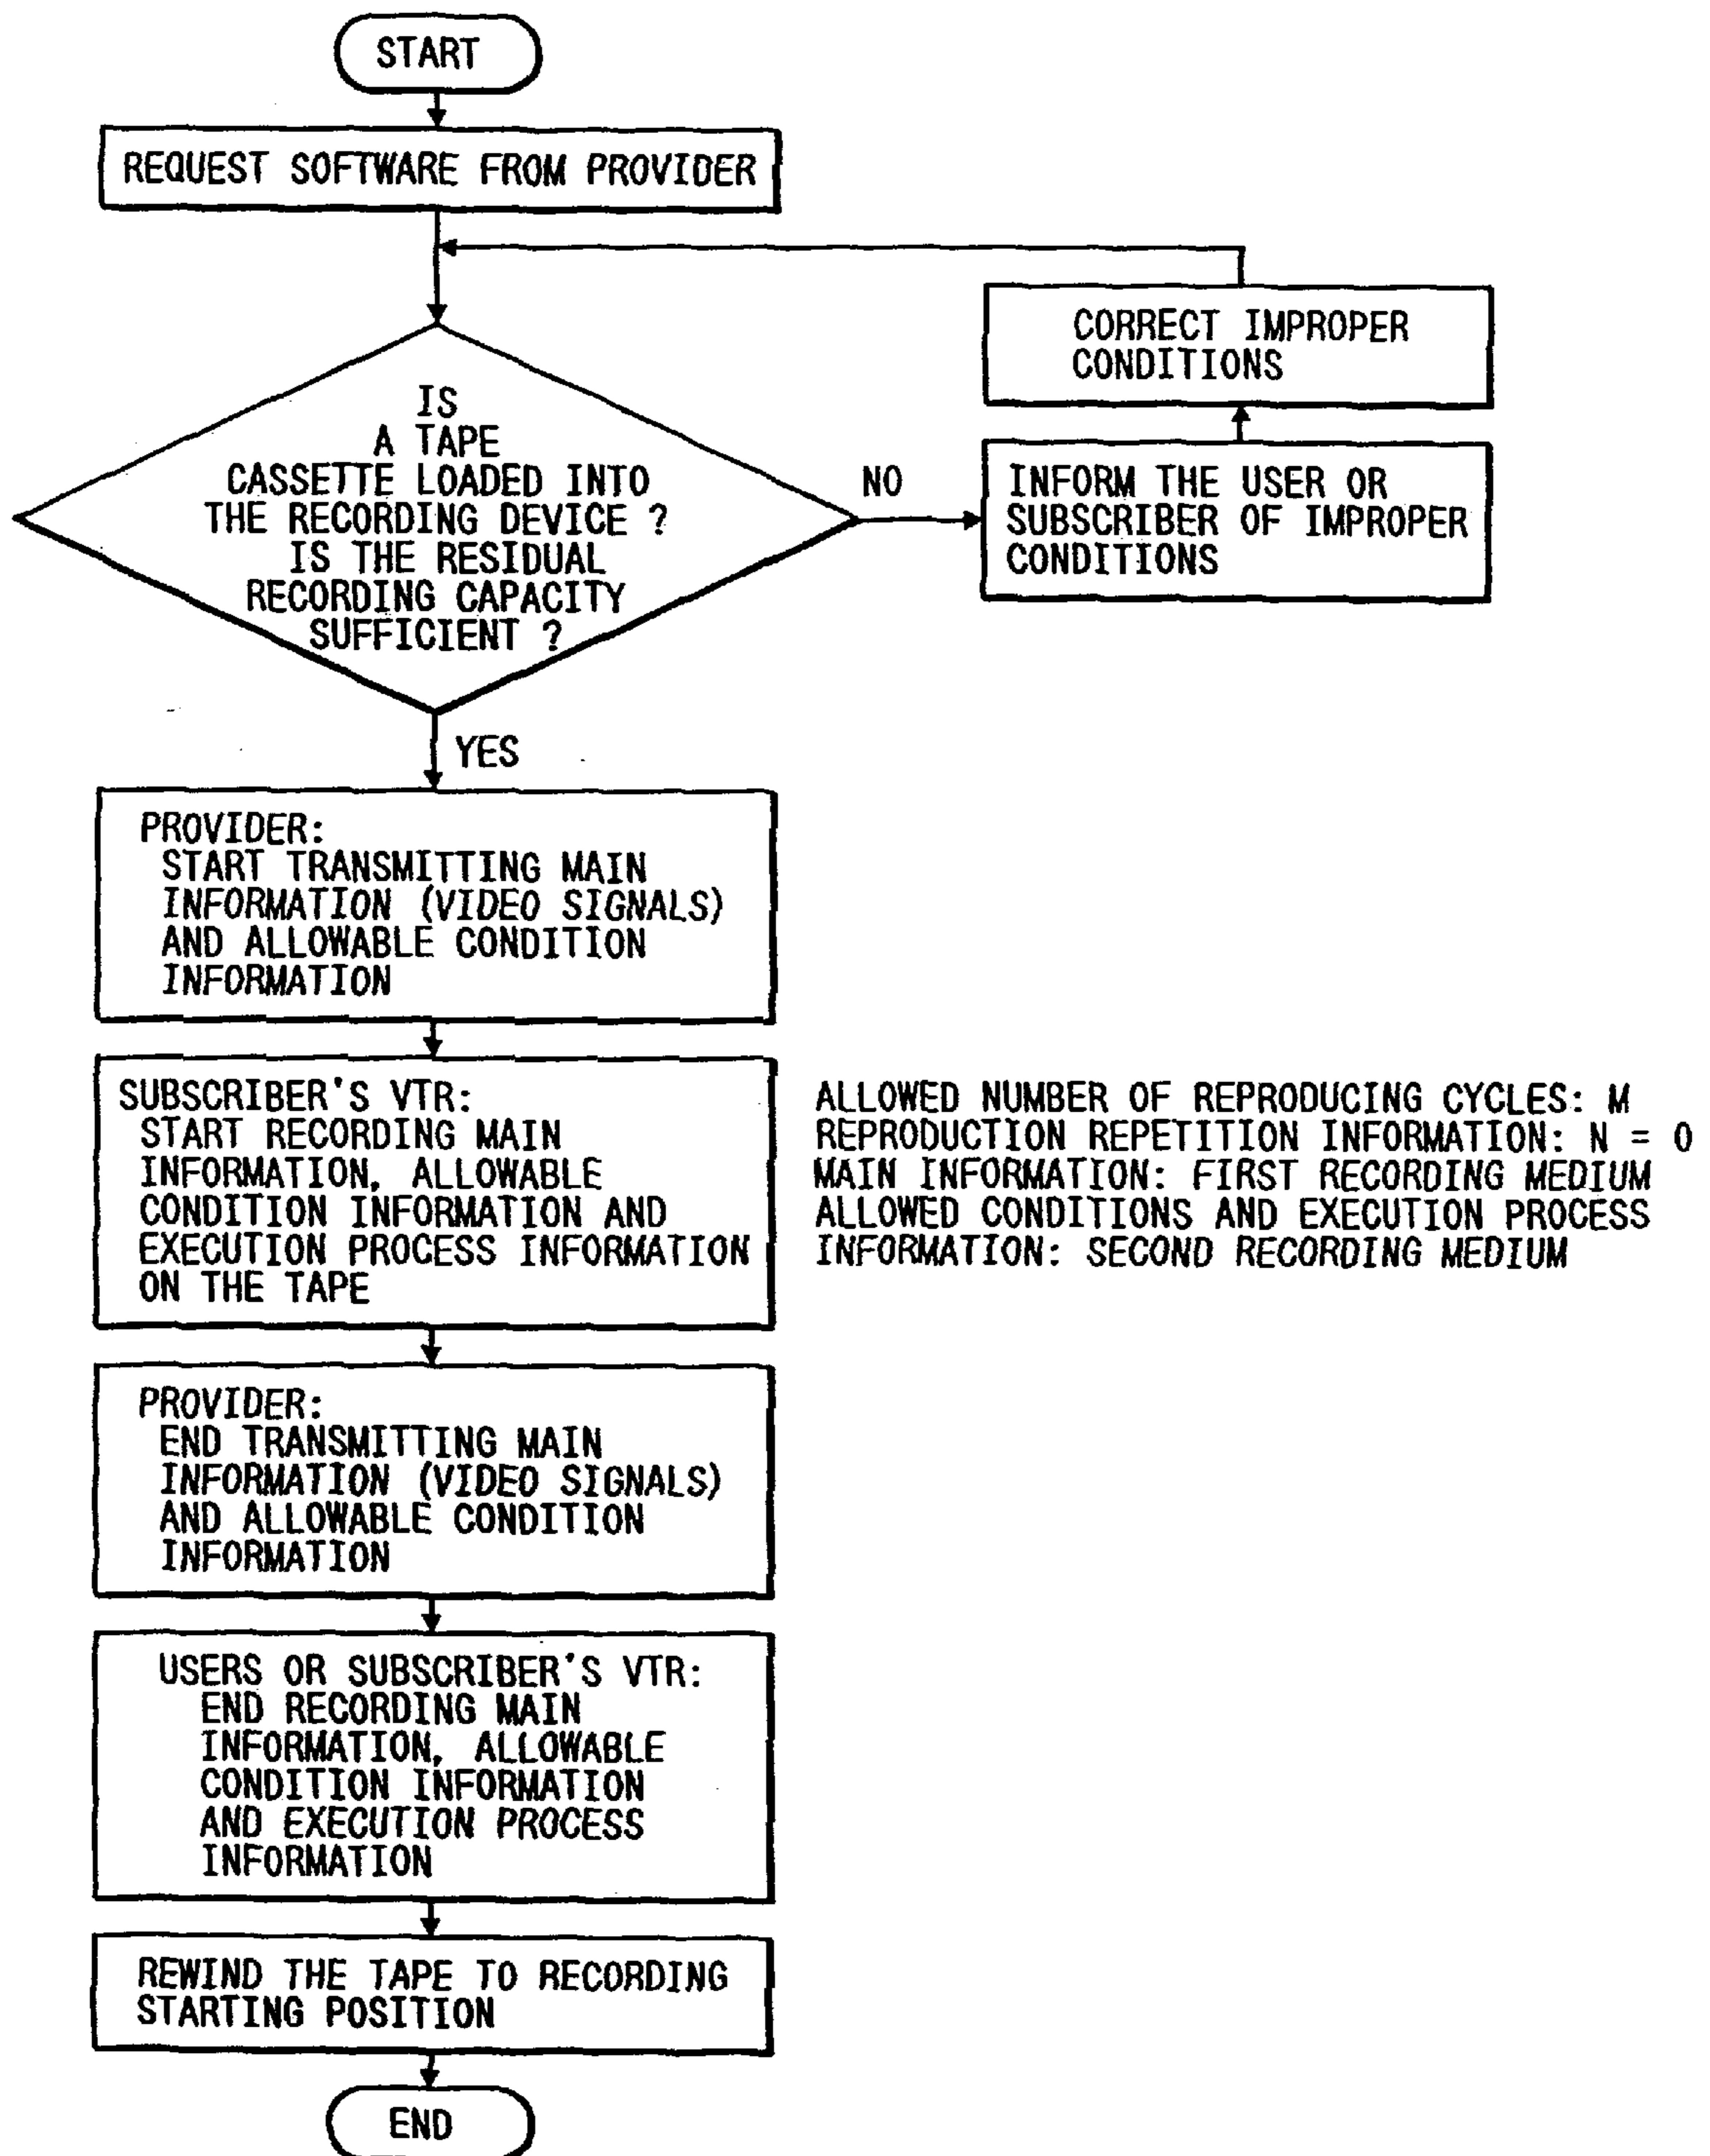 START
REQUEST SOFTWARE FROM PROVIDER
CORRECT IMPROPER
CONDITIONS
IS
A TAPE
CASSETTE LOADED INTO
THE RECORDING DEVICE ?
IS THE RESIDUAL
RECORDING CAPACITY
SUFFICIENT ?
NO
INFORM THE USER OR
SUBSCRIBER OF IMPROPER
CONDITIONS
YES
PROVIDER:
START TRANSMITTING MAIN
INFORMATION (VIDEO SIGNALS)
AND ALLOWABLE CONDITION
INFORMATION
SUBSCRIBER'S VTR:
START RECORDING MAIN
INFORMATION, ALLOWABLE
CONDITION INFORMATION AND
EXECUTION PROCESS INFORMATION
ON THE TAPE
ALLOWED NUMBER OF REPRODUCING CYCLES: M
REPRODUCTION REPETITION INFORMATION: N = 0
MAIN INFORMATION: FIRST RECORDING MEDIUM
ALLOWED CONDITIONS AND EXECUTION PROCESS
INFORMATION: SECOND RECORDING MEDIUM
PROVIDER:
END TRANSMITTING MAIN
INFORMATION (VIDEO SIGNALS)
AND ALLOWABLE CONDITION
INFORMATION
USERS OR SUBSCRIBER'S VTR:
END RECORDING MAIN
INFORMATION, ALLOWABLE
CONDITION INFORMATION
AND EXECUTION PROCESS
INFORMATION
REWIND THE TAPE TO RECORDING
STARTING POSITION
END